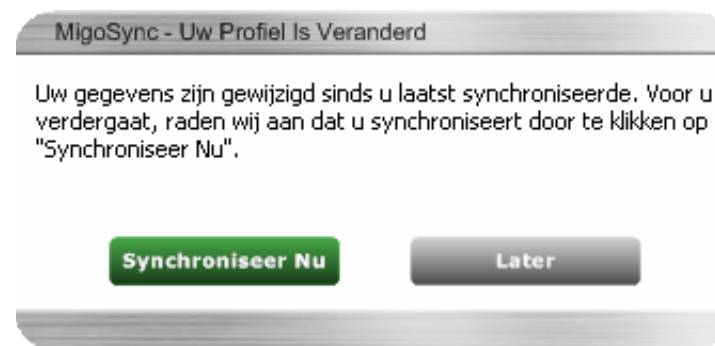 MigoSync - Uw Profiel Is Veranderd
Uw gegevens zijn gewijzigd sinds u laatst synchroniseerde. Voor u
verdergaat, raden wij aan dat u synchroniseert door te klikken op
"Synchroniseer Nu".
Synchroniseer Nu
Later